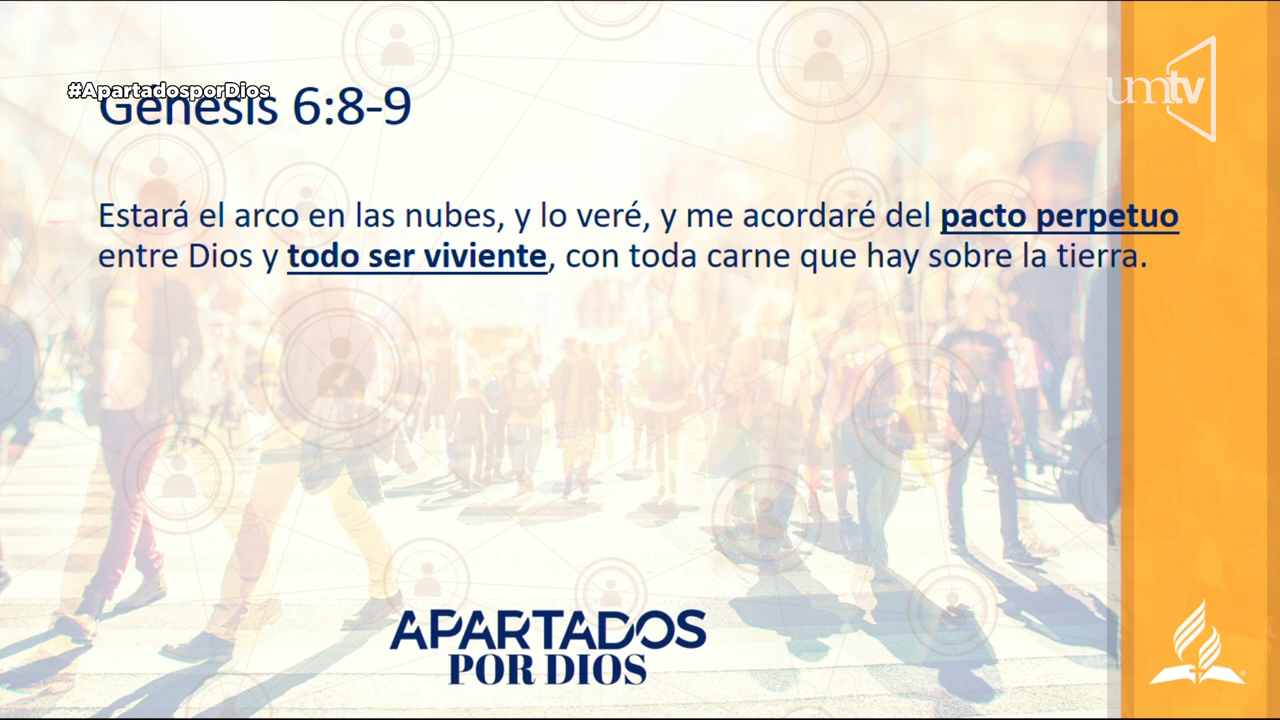 #ApartadosporDios
Génesis 6:8-9
umtv
Estará el arco en las nubes, y lo veré, y me acordaré del pacto perpetuo
entre Dios y todo ser viviente, con toda carne que hay sobre la tierra.
APARTADOS
POR DIOS